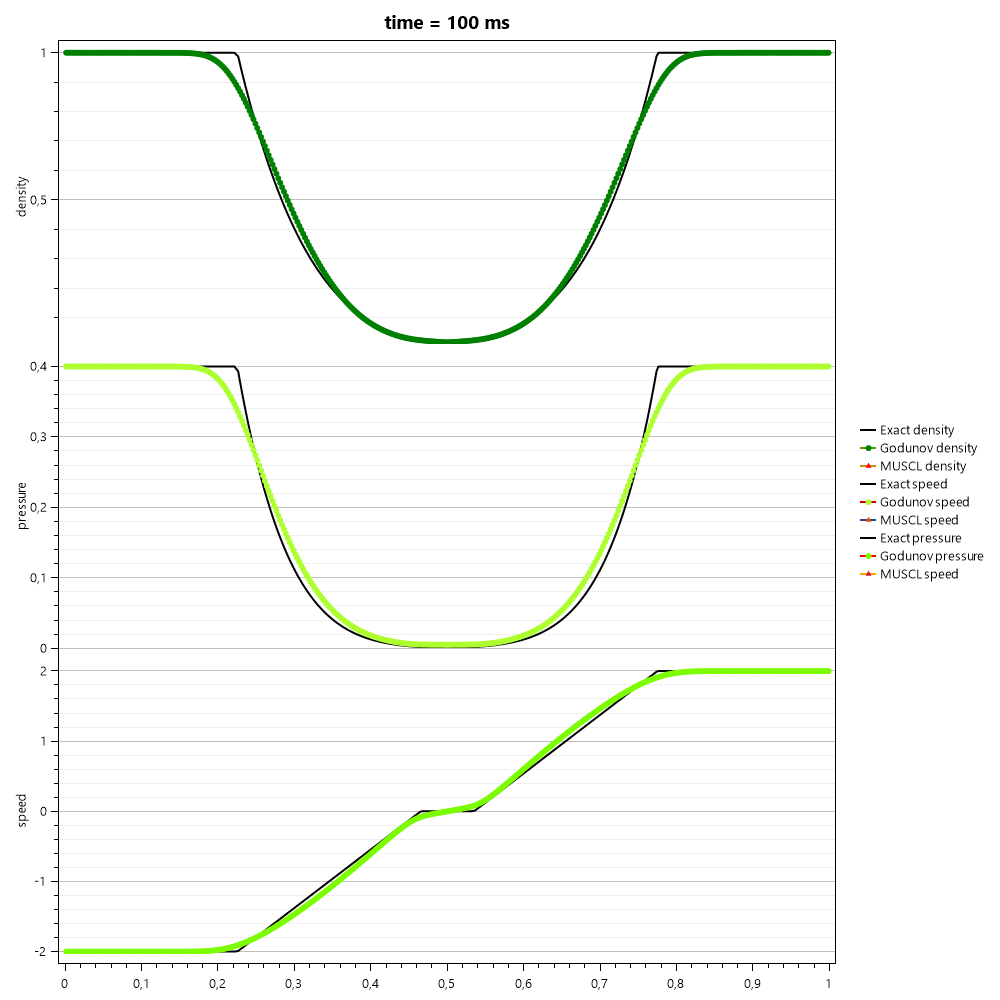 time = 100 ms
1
0,5
density
0,4
0,3
0,2
0,1
0
pressure
2
1
0
-1
-2
speed
0 0,1 0,2 0,3 0,4 0,5 0,6 0,7 0,8 0,9 1
Exact density
Godunov density
MUSCL density
Exact speed
Godunov speed
MUSCL speed
Exact pressure
Godunov pressure
MUSCL speed